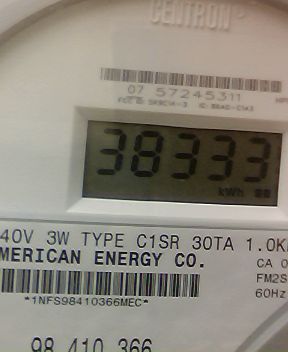 CENTRON®
07 57245311
38333
kWh
40V 3W TYPE C1SR 30TA 1.0K
MERICAN ENERGY CO.
CA 0
FM2S
60Hz
*1NFS98410366MEC*
98 410 366